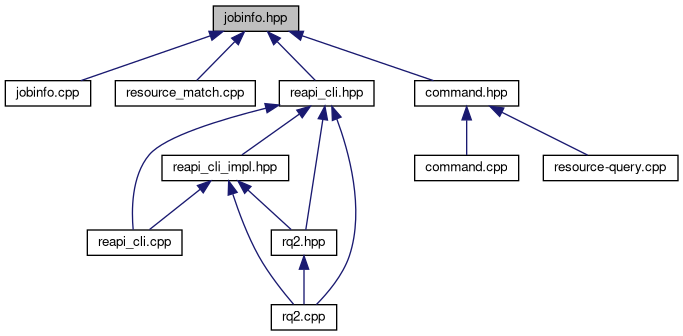 jobinfo.hpp
jobinfo.cpp
resource_match.cpp
reapi_cli.hpp
command.hpp
reapi_cli_impl.hpp
command.cpp
resource-query.cpp
reapi_cli.cpp
rq2.hpp
rq2.cpp